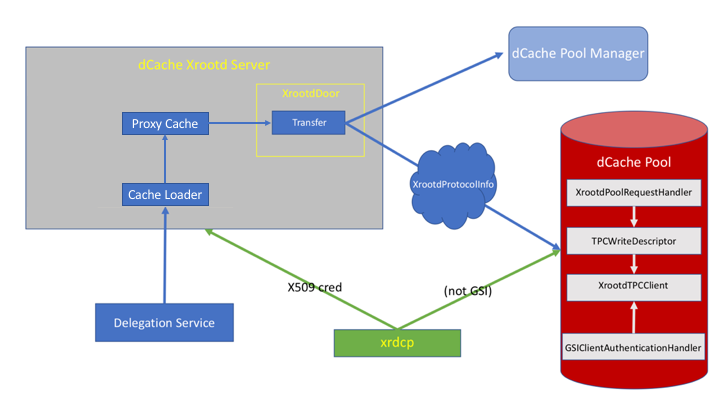 dCache Pool Manager
dCache Xrootd Server
XrootdDoor
Proxy Cache
Transfer
dCache Pool
XrootdProtocolInfo
XrootdPoolRequestHandler
Cache Loader
TPCWriteDescriptor
X509 cred
(not GSI)
XrootdTPCClient
Delegation Service
xrdcp
GSIClientAuthenticationHandler